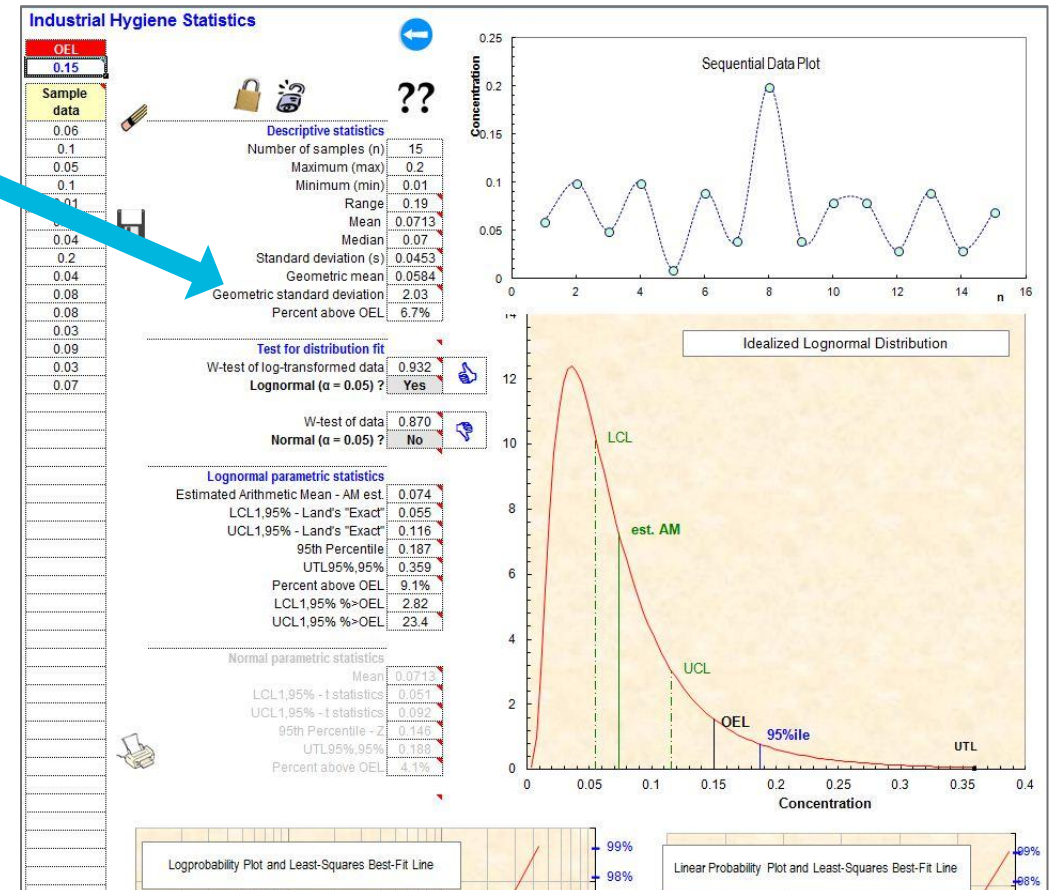 Industrial Hygiene Statistics
OEL
0.15
Sample
data
0.06
0.1
0.05
0.1
0.01
0.04
0.2
0.04
0.08
0.08
0.03
0.09
0.03
0.07
??
Descriptive statistics
Number of samples (n) 15
Maximum (max) 0.2
Minimum (min) 0.01
Range 0.19
Mean 0.0713
Median 0.07
Standard deviation (s) 0.0453
Geometric mean 0.0584
Geometric standard deviation 2.03
Percent above OEL 6.7%
Test for distribution fit
W-test of log-transformed data 0.932
Lognormal (α = 0.05) ? Yes
W-test of data 0.870
Normal (α = 0.05) ? No
Lognormal parametric statistics
Estimated Arithmetic Mean - AM est. 0.074
LCL1,95% - Land's "Exact" 0.055
UCL1,95% - Land's "Exact" 0.116
95th Percentile 0.187
UTL95%,95% 0.359
Percent above OEL 9.1%
LCL1,95% %>OEL 2.82
UCL1,95% %>OEL 23.4
Normal parametric statistics
Mean 0.0713
LCL1,95% - t statistics 0.051
UCL1,95% - t statistics 0.092
95th Percentile - Z 0.146
UTL95%,95% 0.188
Percent above OEL 4.1%
Sequential Data Plot
Concentration
0.25
0.2
0.15
0.1
0.05
0
0 2 4 6 8 10 12 14 16
n
Idealized Lognormal Distribution
14
12
10
8
6
4
2
0
LCL
est. AM
UCL
OEL
95%ile
UTL
0 0.05 0.1 0.15 0.2 0.25 0.3 0.35 0.4
Concentration
Logprobability Plot and Least-Squares Best-Fit Line
99%
98%
Linear Probability Plot and Least-Squares Best-Fit Line
99%
98%